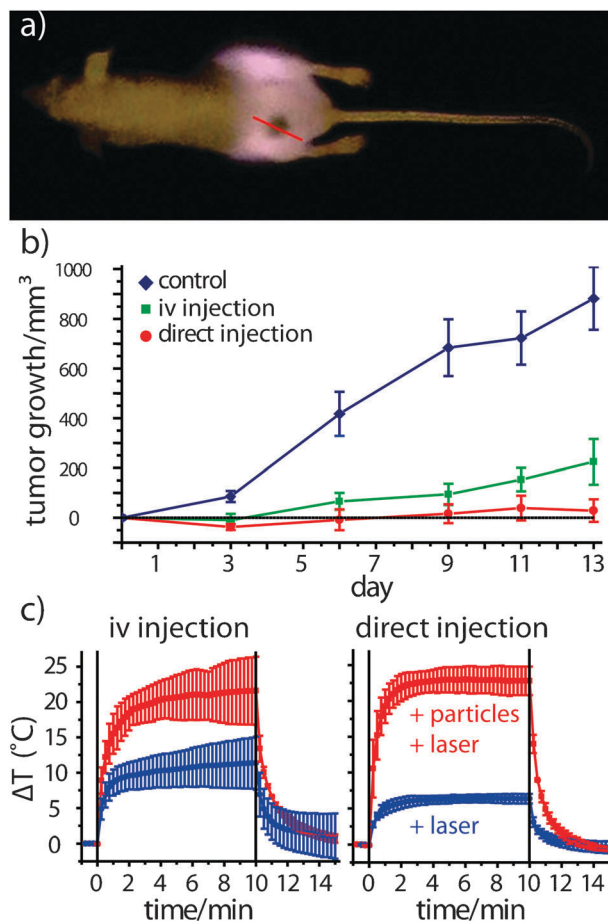 a)
b)
1000
800
600
400
200
0
tumor growth/mm³
control
iv injection
direct injection
1 3 5 7 9 11 13
day
c)
iv injection direct injection
25
20
15
10
5
0
ΔT (°C)
+ particles
+ laser
+ laser
0 2 4 6 8 10 12 14 0 2 4 6 8 10 12 14
time/min time/min